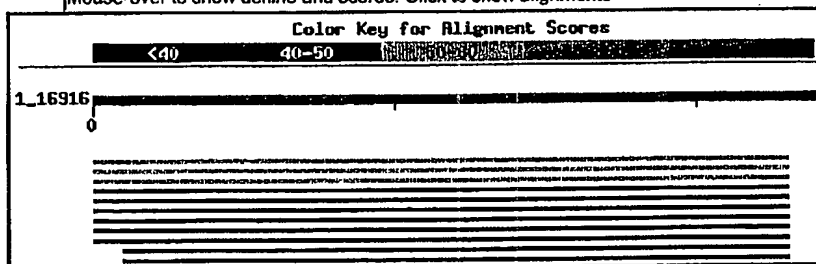 Mouse-over to show defline and scores. Click to show alignments
Color Key for Alignment Scores
<40 40-50
1_16916
0